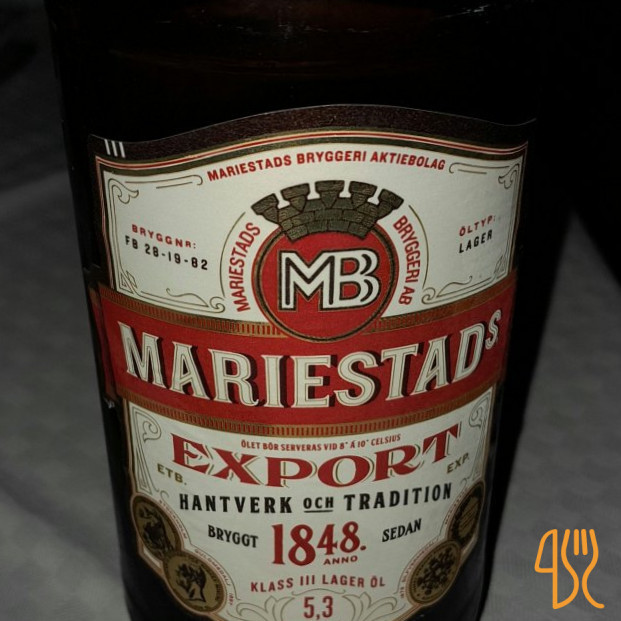 MARIESTADS BRYGGERI AKTIEBOLAG
BRYGGNR:
FB 28-19-82
MARIESTADS
BRYGGERI AB
ÖLTYP:
LAGER
MB
MARIESTADS
ÖLET BÖR SERVERAS VID 8° Á 10° CELSIUS
EXPORT
ETB.
EXP.
HANTVERK OCH TRADITION
BRYGGT 1848. SEDAN
ANNO
KLASS III LAGER ÖL
5,3